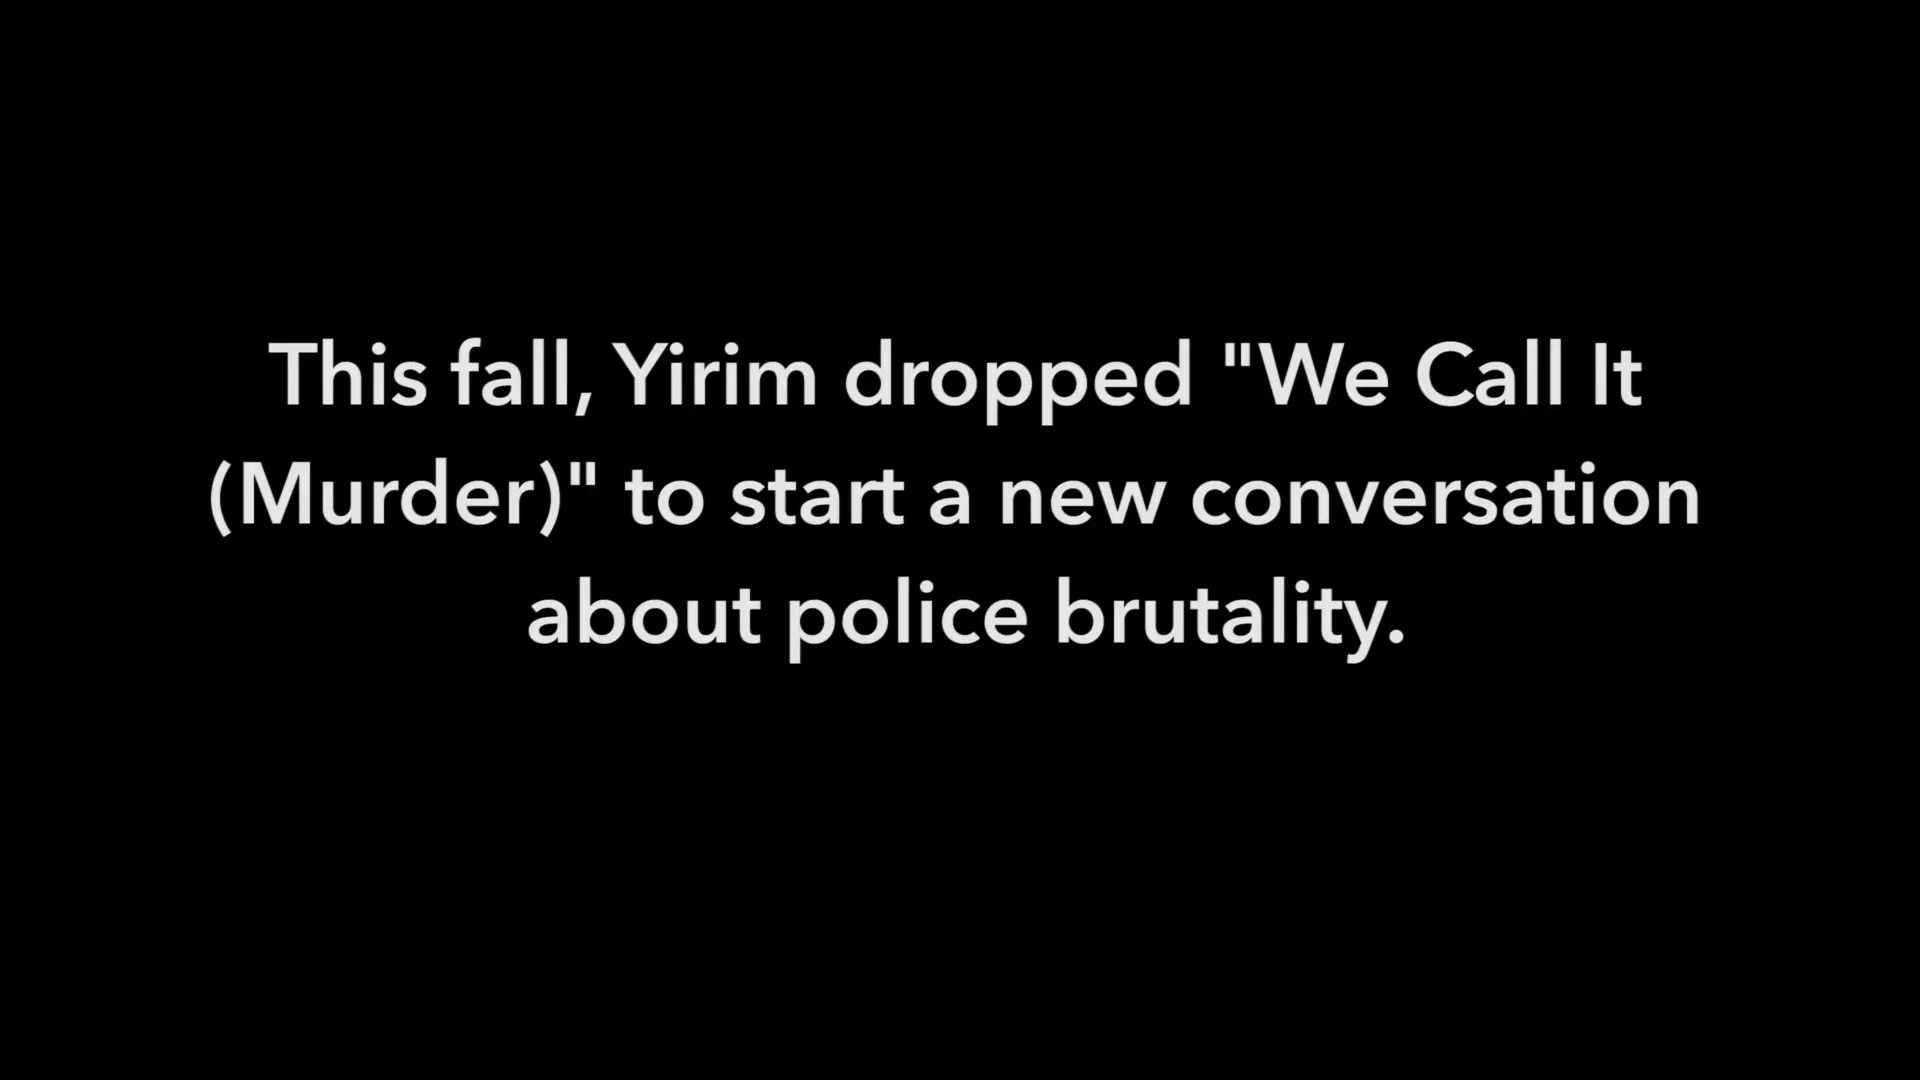 This fall, Yirim dropped "We Call It
(Murder)" to start a new conversation
about police brutality.